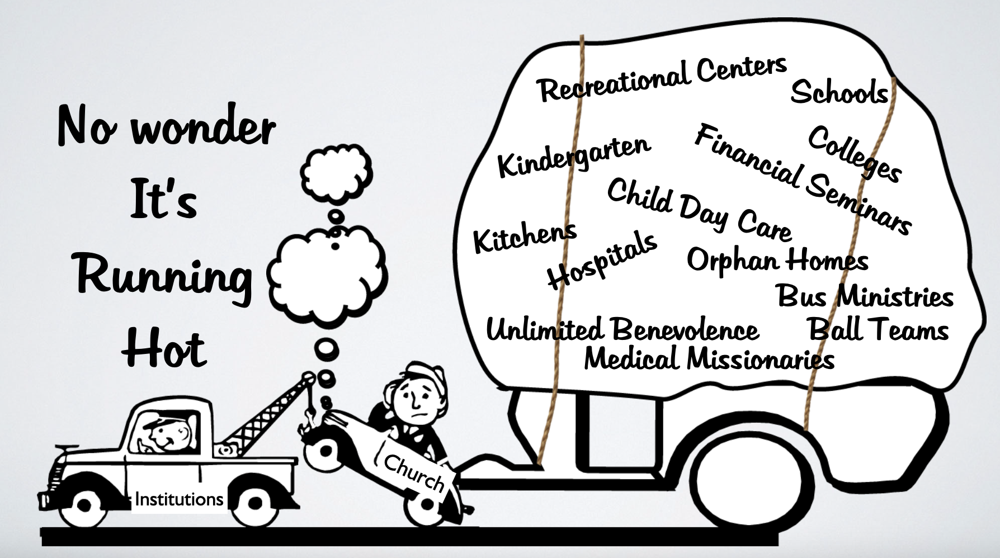 No wonder
It's
Running
Hot
Recreational Centers
Schools
Colleges
Financial Seminars
Kindergarten
Child Day Care
Kitchens
Hospitals
Orphan Homes
Bus Ministries
Unlimited Benevolence
Ball Teams
Medical Missionaries
Church
Institutions